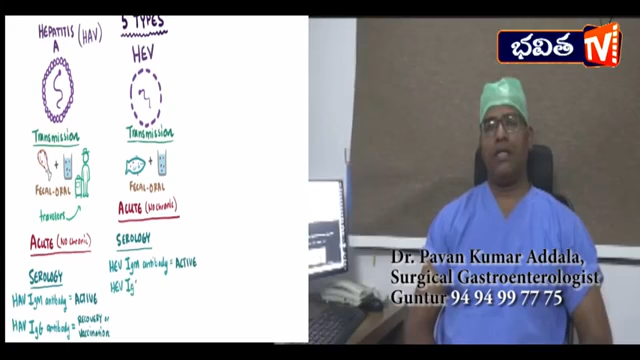 HEPATITIS (HAV)
A
Transmission
+
FECAL-ORAL
travelers
ACUTE (NO CHRONIC)
SEROLOGY
HAV IgM antibody = ACTIVE
HAV IgG antibody = RECOVERY or
VACCINATION
5 TYPES
HEV
Transmission
+
FECAL-ORAL
ACUTE (NO CHRONIC)
SEROLOGY
HEV IgM antibody = ACTIVE
HEV Ig
భవిత TV
Dr. Pavan Kumar Addala,
Surgical Gastroenterologist,
Guntur 94 94 99 77 75